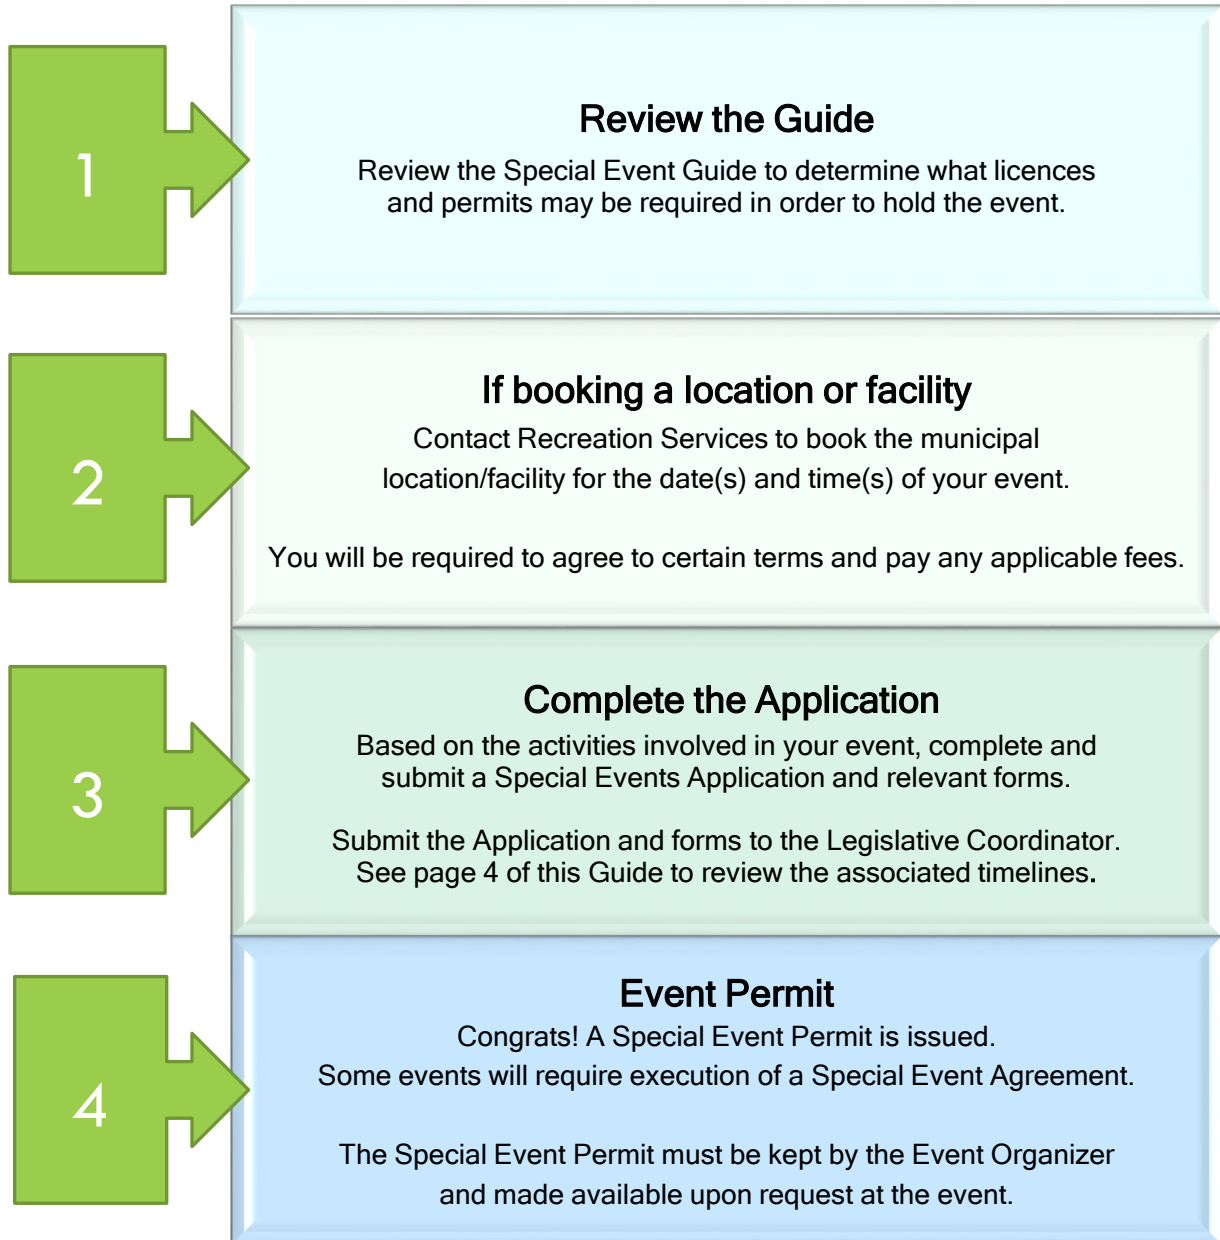 1
Review the Guide
Review the Special Event Guide to determine what licences
and permits may be required in order to hold the event.
2
If booking a location or facility
Contact Recreation Services to book the municipal
location/facility for the date(s) and time(s) of your event.
You will be required to agree to certain terms and pay any applicable fees.
3
Complete the Application
Based on the activities involved in your event, complete and
submit a Special Events Application and relevant forms.
Submit the Application and forms to the Legislative Coordinator.
See page 4 of this Guide to review the associated timelines.
4
Event Permit
Congrats! A Special Event Permit is issued.
Some events will require execution of a Special Event Agreement.
The Special Event Permit must be kept by the Event Organizer
and made available upon request at the event.